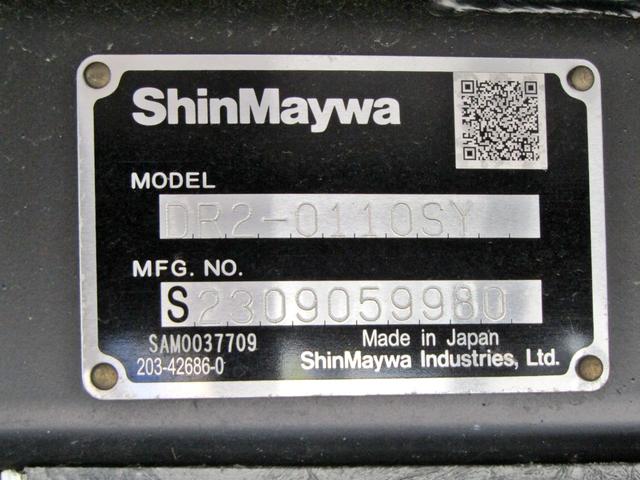 ShinMaywa
MODEL
DR2-0110SY
MFG. NO.
S2309059980
SAM0037709
203-42686-0
Made in Japan
ShinMaywa Industries, Ltd.